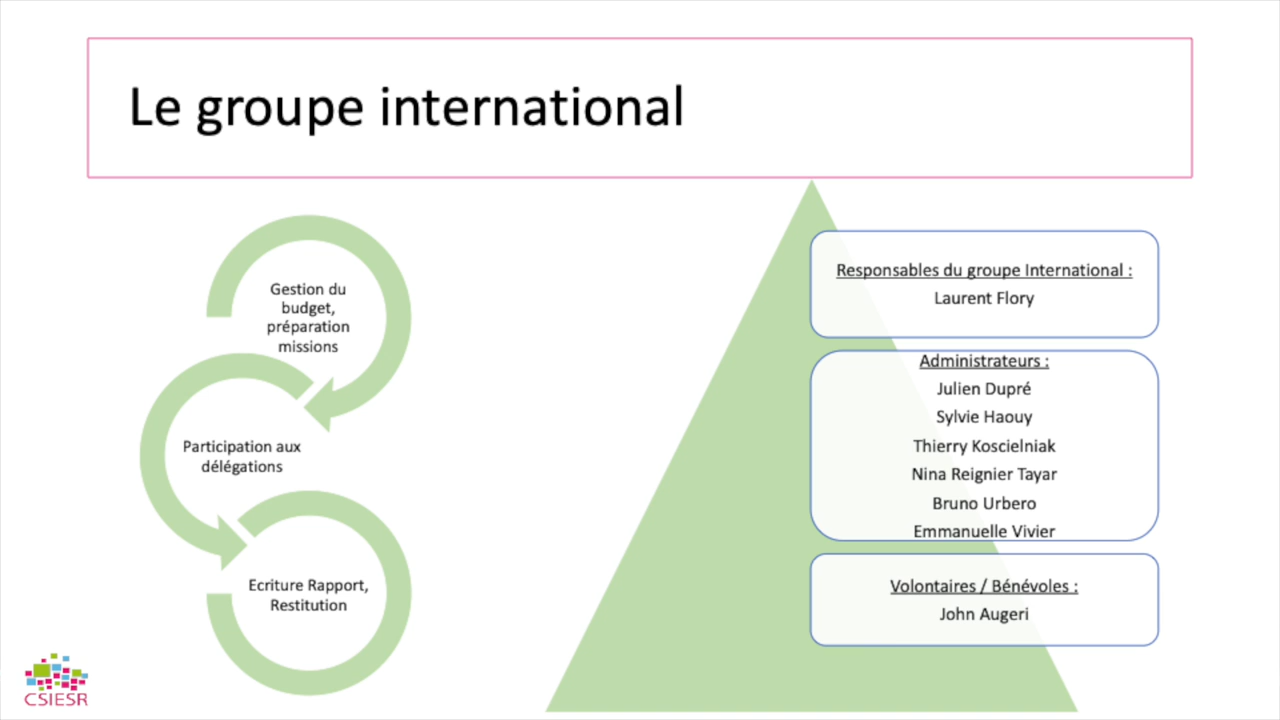 Le groupe international
Gestion du
budget,
préparation
missions
Participation aux
délégations
Ecriture Rapport,
Restitution
Responsables du groupe International :
Laurent Flory
Administrateurs :
Julien Dupré
Sylvie Haouy
Thierry Koscielniak
Nina Reignier Tayar
Bruno Urbero
Emmanuelle Vivier
Volontaires / Bénévoles :
John Augeri
CSIESR